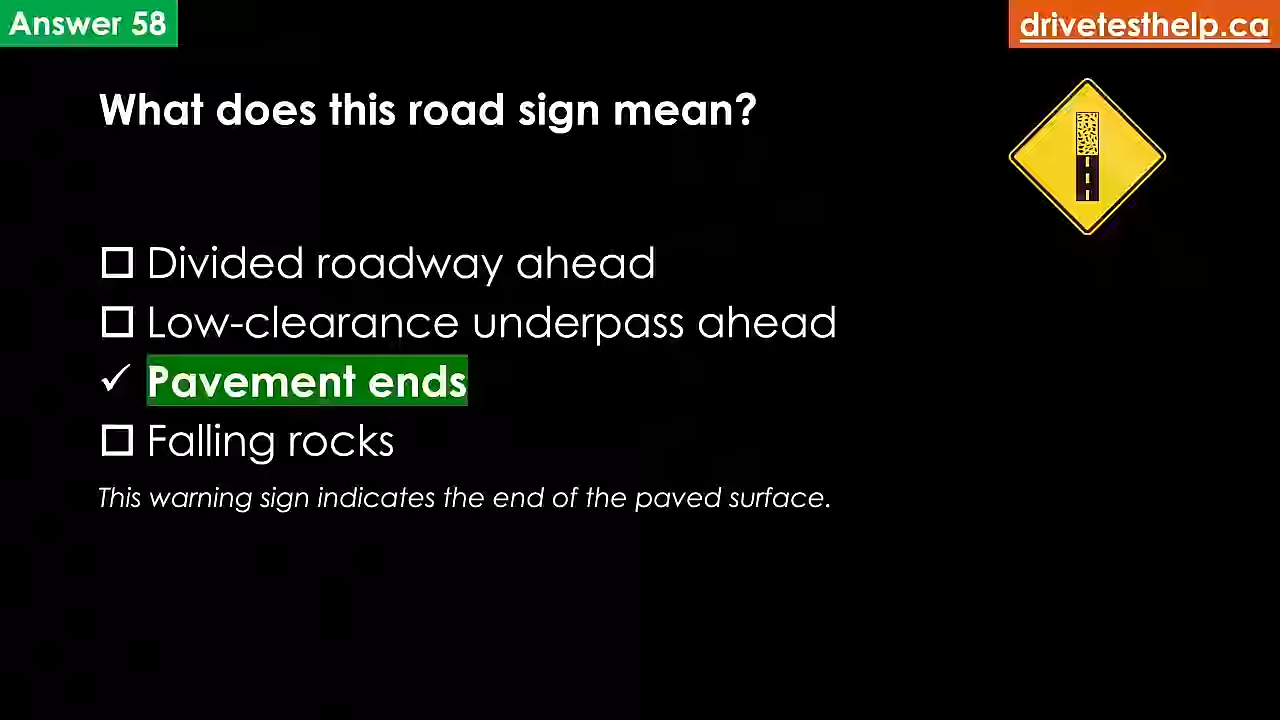 Answer 58
drivetesthelp.ca
What does this road sign mean?
Divided roadway ahead
Low-clearance underpass ahead
Pavement ends
Falling rocks
This warning sign indicates the end of the paved surface.